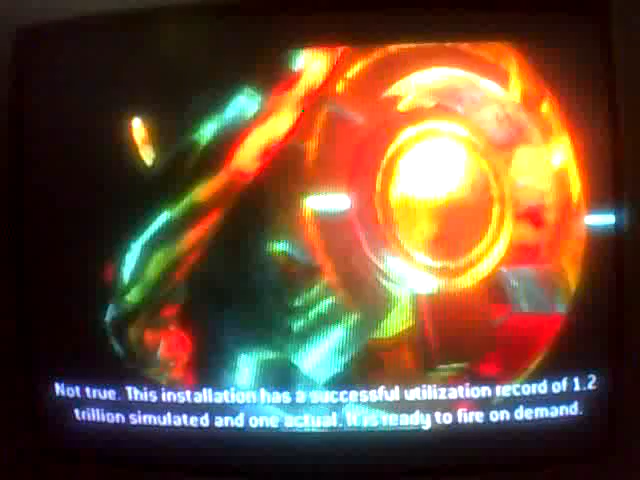 Not true. This installation has a successful utilization record of 1.2
trillion simulated and one actual. It is ready to fire on demand.